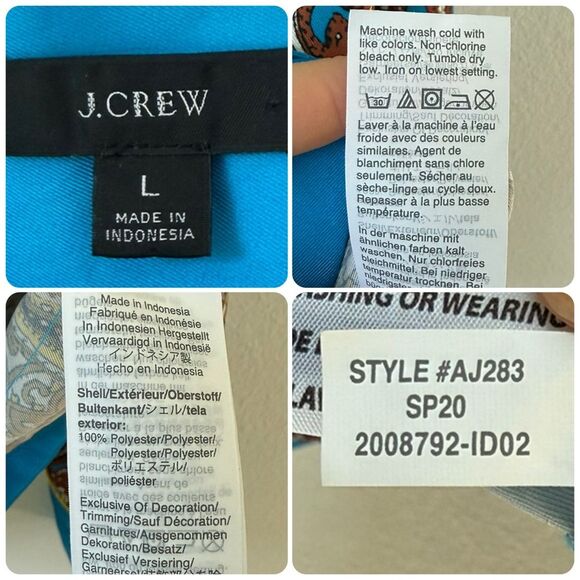 J.CREW
L
MADE IN
INDONESIA
Machine wash cold with
like colors. Non-chlorine
bleach only. Tumble dry
low. Iron on lowest setting.
30
Laver à la machine à l'eau
froide avec des couleurs
similaires. Agent de
blanchiment sans chlore
seulement. Sécher au
sèche-linge au cycle doux.
Repasser à la plus basse
température.
In der maschine mit
ähnlichen farben kalt
waschen. Nur chlorfreies
bleichmittel. Bei niedriger
temperatur trocknen. Bei
Made in Indonesia
Fabriqué en Indonésie
In Indonesien Hergestellt
Vervaardigd in Indonesië
インドネシア製
Hecho en Indonesia
Shell/Extérieur/Oberstoff/
Buitenkant/シェル/tela
exterior:
100% Polyester/Polyester/
Polyester/Polyester/
ポリエステル/
poliéster
Exclusive Of Decoration/
Trimming/Sauf Décoration/
Garnitures/Ausgenommen
Dekoration/Besatz/
Exclusief Versiering/
Garneersel/
SHING OR WEARING
STYLE #AJ283
SP20
2008792-ID02